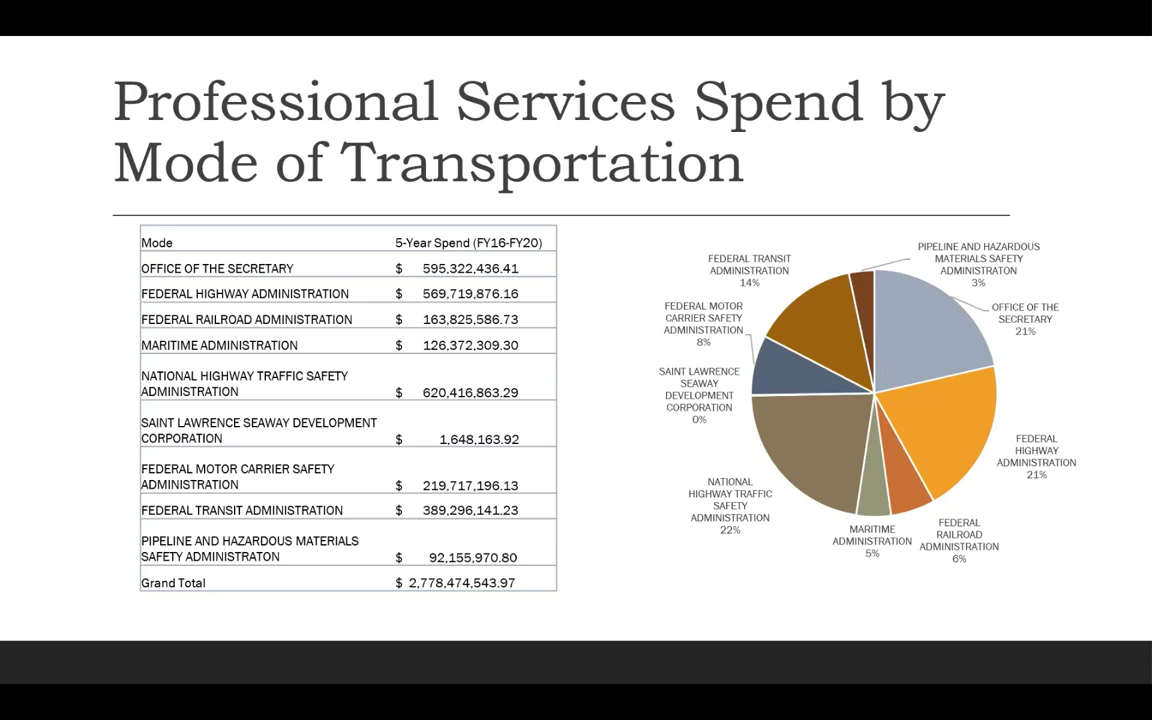 Professional Services Spend by
Mode of Transportation
Mode 5-Year Spend (FY16-FY20)
OFFICE OF THE SECRETARY $ 595,322,436.41
FEDERAL HIGHWAY ADMINISTRATION $ 569,719,876.16
FEDERAL RAILROAD ADMINISTRATION $ 163,825,586.73
MARITIME ADMINISTRATION $ 126,372,309.30
NATIONAL HIGHWAY TRAFFIC SAFETY
ADMINISTRATION $ 620,416,863.29
SAINT LAWRENCE SEAWAY DEVELOPMENT
CORPORATION $ 1,648,163.92
FEDERAL MOTOR CARRIER SAFETY
ADMINISTRATION $ 219,717,196.13
FEDERAL TRANSIT ADMINISTRATION $ 389,296,141.23
PIPELINE AND HAZARDOUS MATERIALS
SAFETY ADMINISTRATON $ 92,155,970.80
Grand Total $ 2,778,474,543.97
PIPELINE AND HAZARDOUS
MATERIALS SAFETY
ADMINISTRATON
3%
OFFICE OF THE
SECRETARY
21%
FEDERAL
HIGHWAY
ADMINISTRATION
21%
FEDERAL
RAILROAD
ADMINISTRATION
6%
MARITIME
ADMINISTRATION
5%
NATIONAL
HIGHWAY TRAFFIC
SAFETY
ADMINISTRATION
22%
SAINT LAWRENCE
SEAWAY
DEVELOPMENT
CORPORATION
0%
FEDERAL MOTOR
CARRIER SAFETY
ADMINISTRATION
8%
FEDERAL TRANSIT
ADMINISTRATION
14%